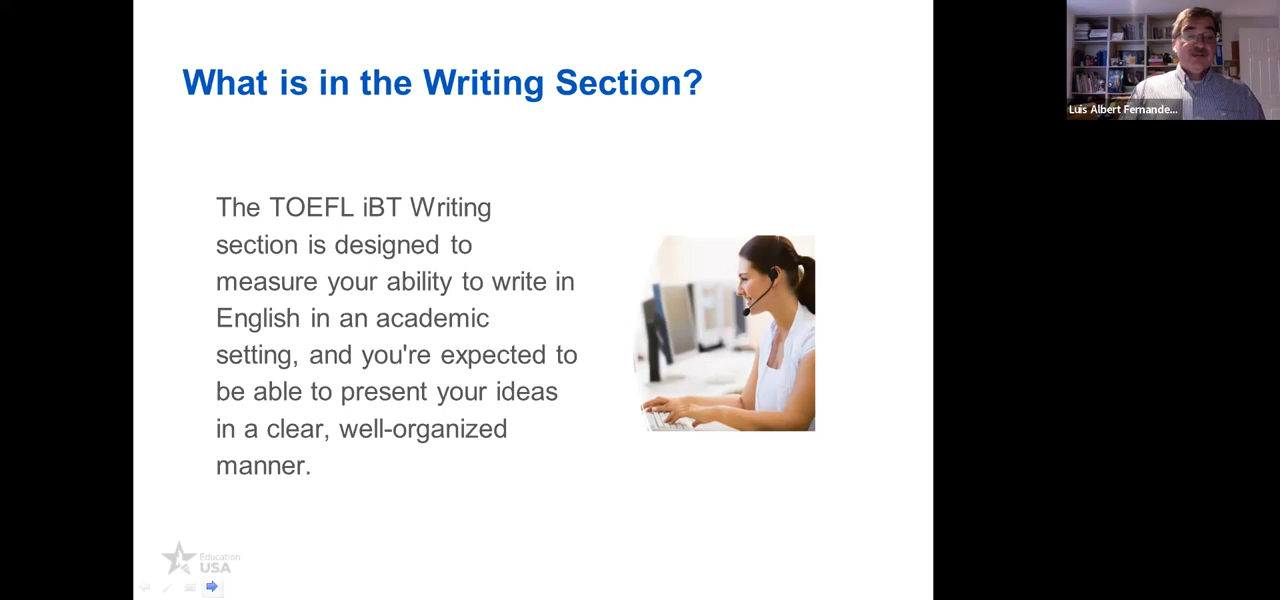 What is in the Writing Section?
The TOEFL iBT Writing
section is designed to
measure your ability to write in
English in an academic
setting, and you're expected to
be able to present your ideas
in a clear, well-organized
manner.
Education
USA
Luis Albert Fernande...